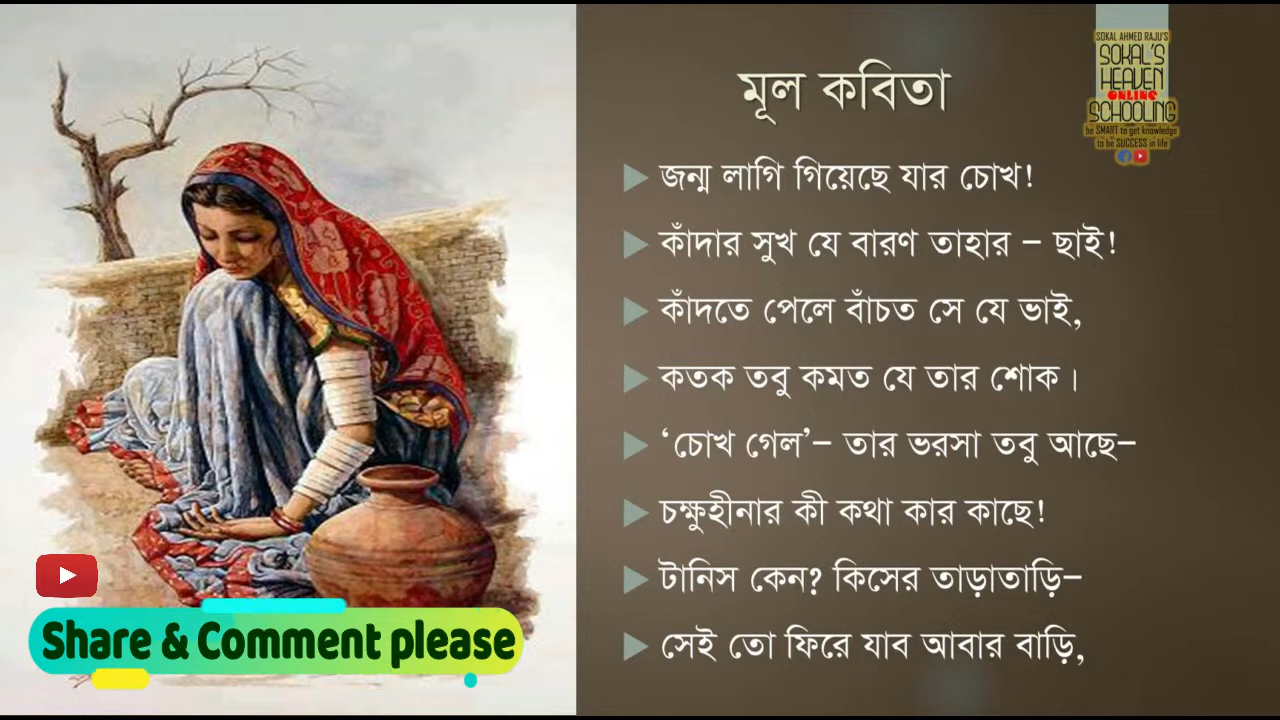 মূল কবিতা
SOKAL AHMED RAJU'S
SOKAL'S
HEAVEN
ONLINE
SCHOOLING
be SMART to get knowledge
to be SUCCESS in life
জন্ম লাগি গিয়েছে যার চোখ!
কাঁদার সুখ যে বারণ তাহার – ছাই!
কাঁদতে পেলে বাঁচত সে যে ভাই,
কতক তবু কমত যে তার শোক।
‘চোখ গেল’– তার ভরসা তবু আছে–
চক্ষুহীনার কী কথা কার কাছে!
টানিস কেন? কিসের তাড়াতাড়ি–
সেই তো ফিরে যাব আবার বাড়ি,
Share & Comment please